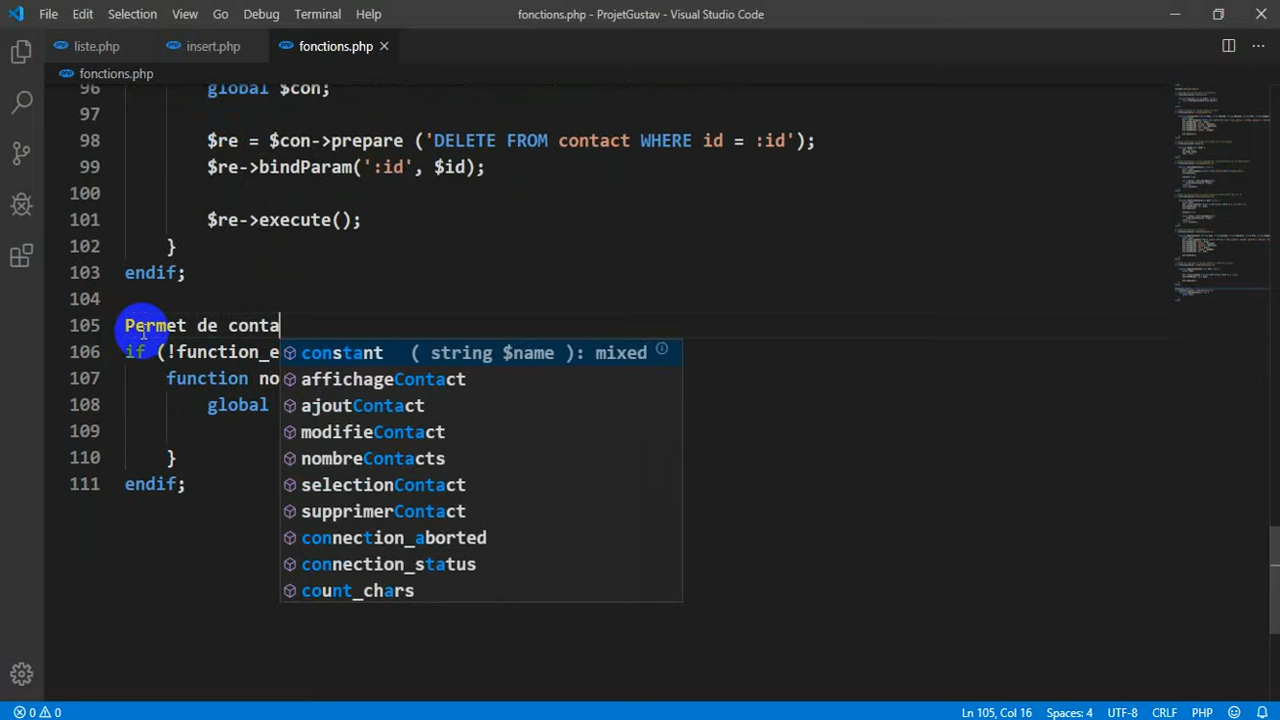 File Edit Selection View Go Debug Terminal Help
fonctions.php - ProjetGustav - Visual Studio Code
liste.php insert.php fonctions.php
fonctions.php
96 global $con;
97
98 $re = $con->prepare ('DELETE FROM contact WHERE id = :id');
99 $re->bindParam(':id', $id);
100
101 $re->execute();
102 }
103 endif;
104
105 Permet de conta
106 if (!function_e
107 function no
108 global
109
110 }
111 endif;
constant ( string $name ): mixed
affichageContact
ajoutContact
modifieContact
nombreContacts
selectionContact
supprimerContact
connection_aborted
connection_status
count_chars
0 0 Ln 105, Col 16 Spaces: 4 UTF-8 CRLF PHP